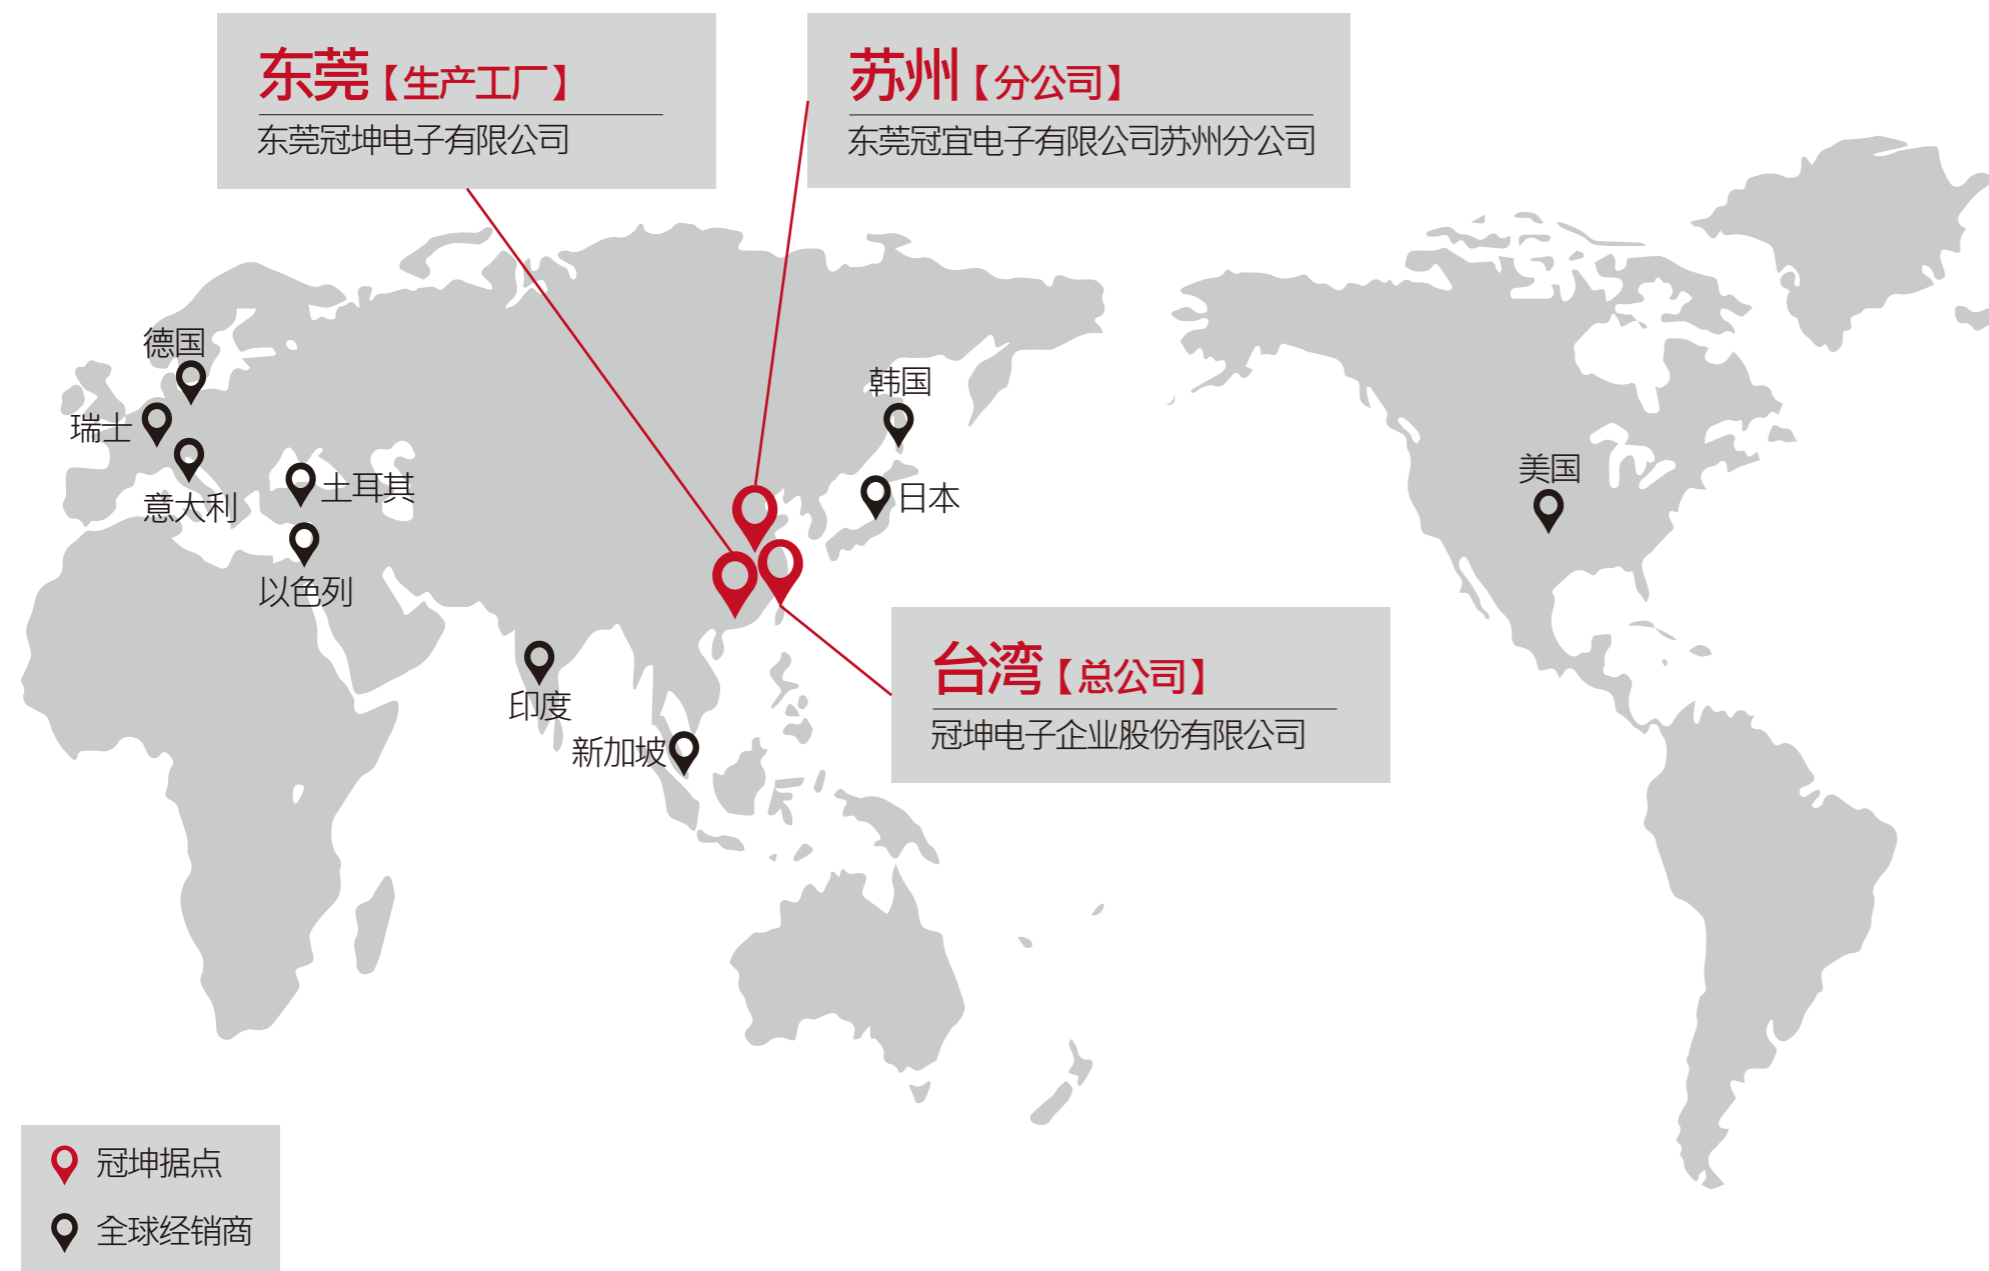 东莞【生产工厂】
东莞冠坤电子有限公司
苏州【分公司】
东莞冠宜电子有限公司苏州分公司
德国
瑞士
意大利
土耳其
以色列
韩国
日本
美国
印度
新加坡
台湾【总公司】
冠坤电子企业股份有限公司
冠坤据点
全球经销商